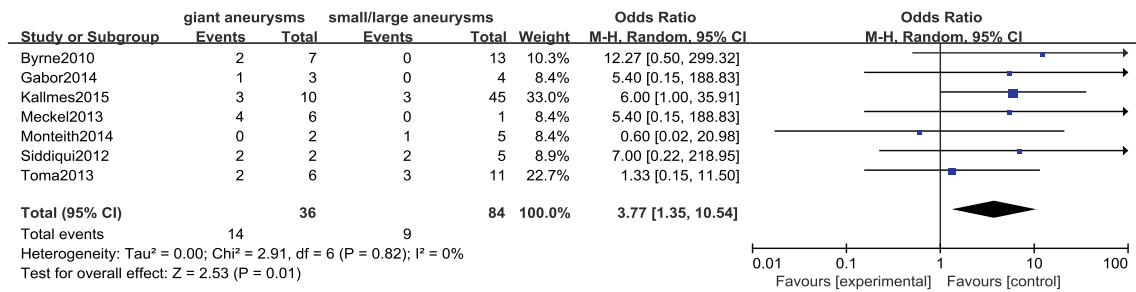 giant aneurysms small/large aneurysms Odds Ratio Odds Ratio
Study or Subgroup Events Total Events Total Weight M-H, Random, 95% CI M-H, Random, 95% CI
Byrne2010 2 7 0 13 10.3% 12.27 [0.50, 299.32]
Gabor2014 1 3 0 4 8.4% 5.40 [0.15, 188.83]
Kallmes2015 3 10 3 45 33.0% 6.00 [1.00, 35.91]
Meckel2013 4 6 0 1 8.4% 5.40 [0.15, 188.83]
Monteith2014 0 2 1 5 8.4% 0.60 [0.02, 20.98]
Siddiqui2012 2 2 2 5 8.9% 7.00 [0.22, 218.95]
Toma2013 2 6 3 11 22.7% 1.33 [0.15, 11.50]
Total (95% CI) 36 84 100.0% 3.77 [1.35, 10.54]
Total events 14 9
Heterogeneity: Tau² = 0.00; Chi² = 2.91, df = 6 (P = 0.82); I² = 0%
Test for overall effect: Z = 2.53 (P = 0.01)
0.01 0.1 1 10 100
Favours [experimental] Favours [control]